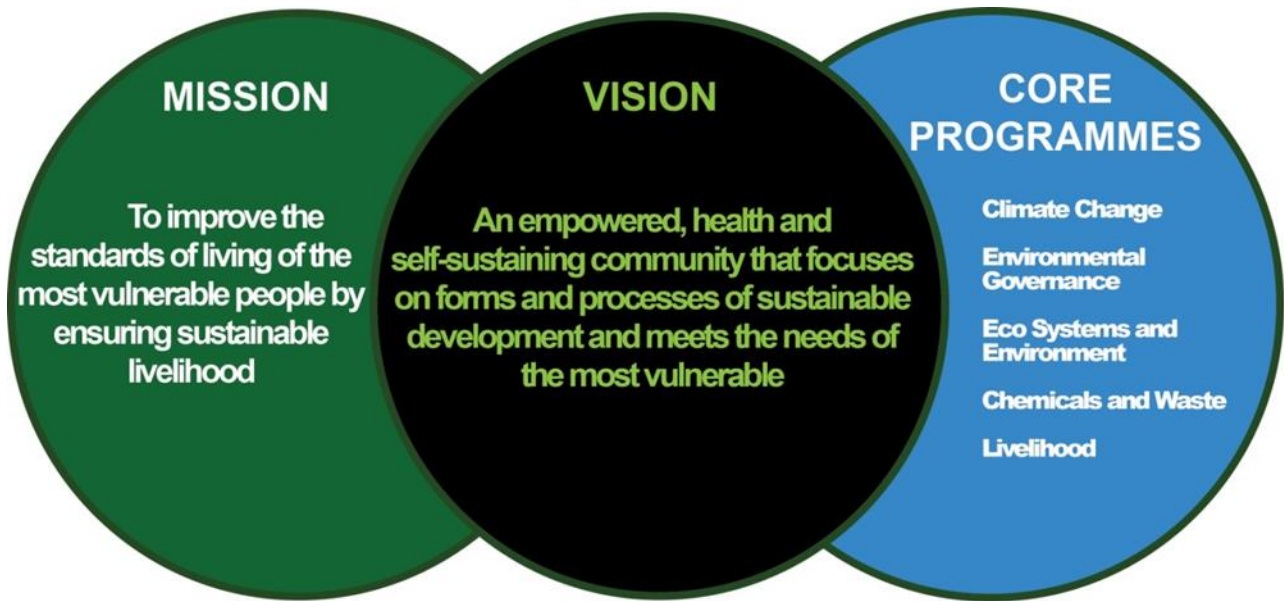 MISSION
To improve the
standards of living of the
most vulnerable people by
ensuring sustainable
livelihood
VISION
An empowered, health and
self-sustaining community that focuses
on forms and processes of sustainable
development and meets the needs of
the most vulnerable
CORE
PROGRAMMES
Climate Change
Environmental
Governance
Eco Systems and
Environment
Chemicals and Waste
Livelihood